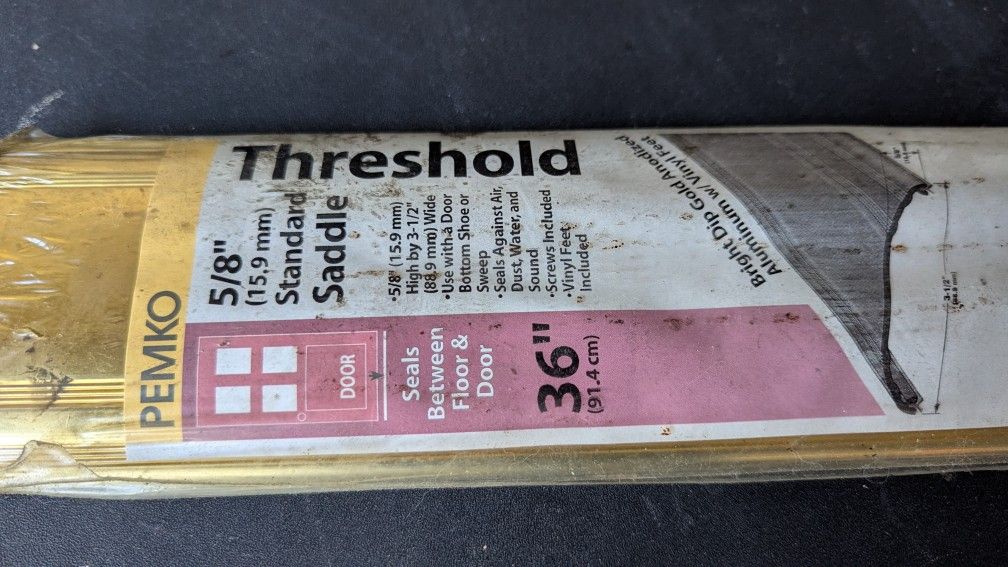 Threshold
PEMKO
5/8"
(15.9 mm)
Standard
Saddle
•5/8" (15.9 mm)
High by 3-1/2"
(88.9 mm) Wide
•Use with a Door
Bottom Shoe or
Sweep
•Seals Against Air,
Dust, Water, and
Sound
•Screws Included
•Vinyl Feet
Included
Bright Dip Gold Anodized
Aluminum w/ Vinyl Feet
3-1/2"
DOOR
Seals
Between
Floor &
Door
36"
(91.4 cm)